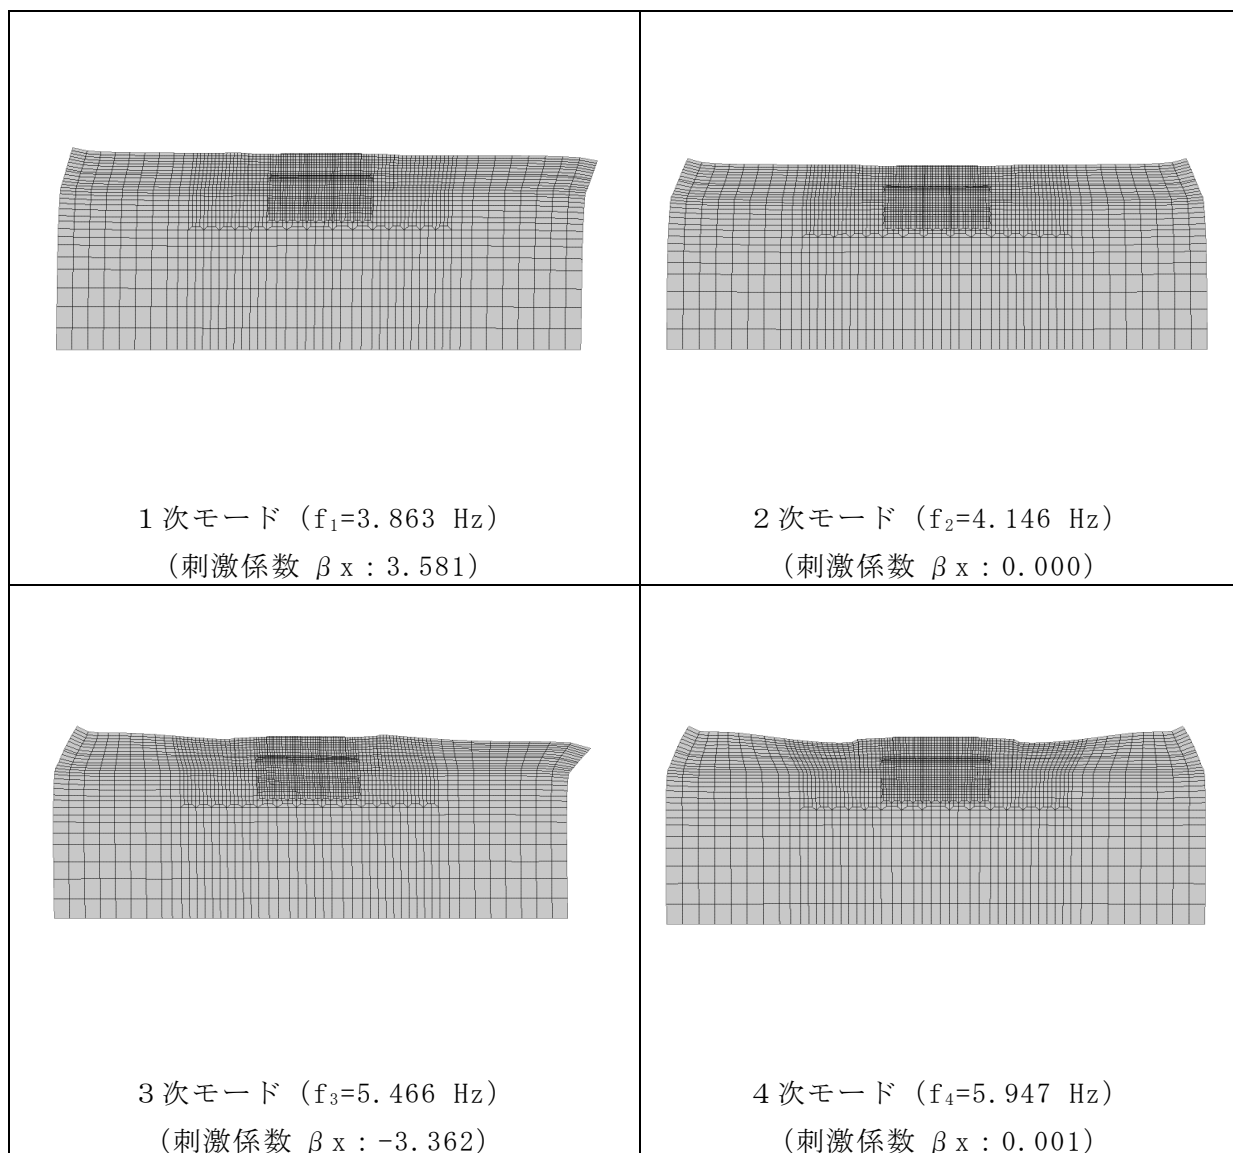 1次モード (f₁=3.863 Hz)
(刺激係数 βx：3.581)
2次モード (f₂=4.146 Hz)
(刺激係数 βx：0.000)
3次モード (f₃=5.466 Hz)
(刺激係数 βx：-3.362)
4次モード (f₄=5.947 Hz)
(刺激係数 βx：0.001)